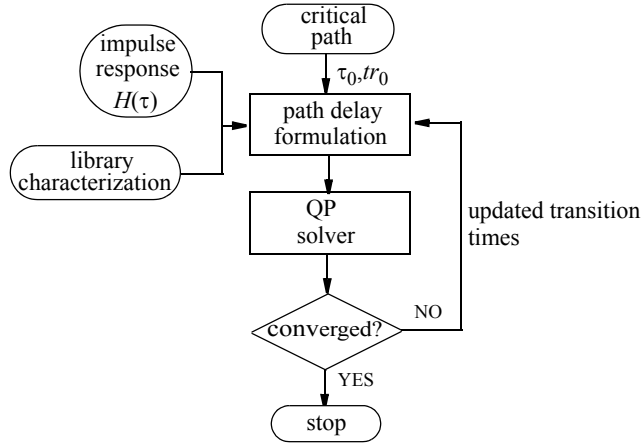 critical
path
impulse
response
H(τ)
τ0,tr0
path delay
formulation
library
characterization
QP
solver
updated transition
times
converged?
NO
YES
stop